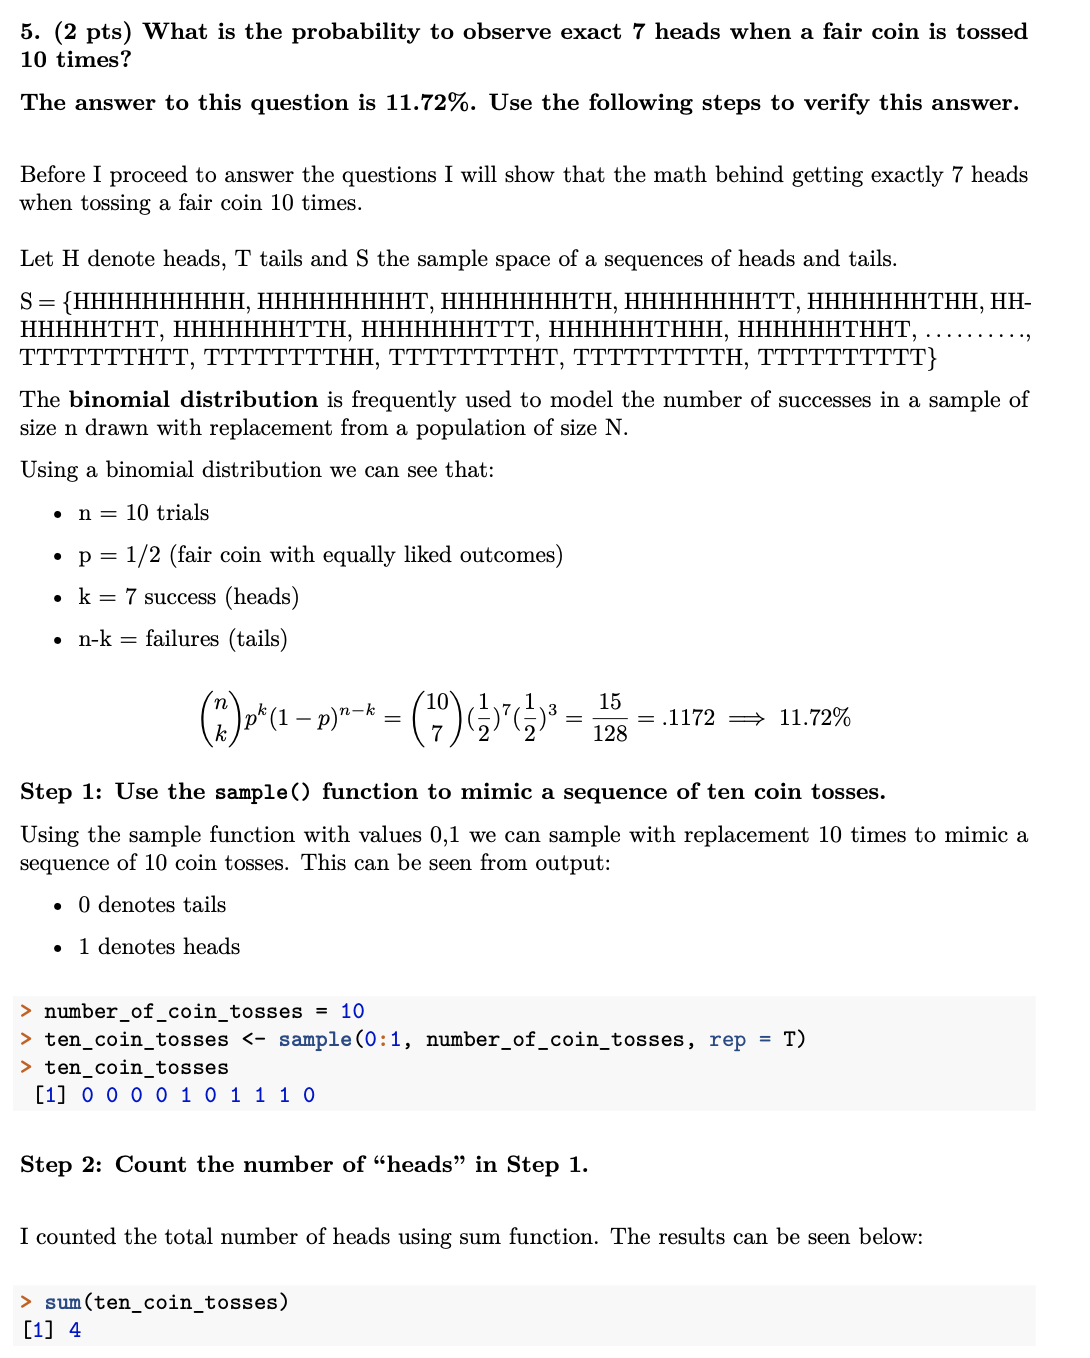 5. (2 pts) What is the probability to observe exact 7 heads when a fair coin is tossed
10 times?
The answer to this question is 11.72%. Use the following steps to verify this answer.
Before I proceed to answer the questions I will show that the math behind getting exactly 7 heads
when tossing a fair coin 10 times.
Let H denote heads, T tails and S the sample space of a sequences of heads and tails.
S = {HHHHHHHHHH, HHHHHHHHHT, HHHHHHHHTH, HHHHHHHHTT, HHHHHHHTHH, HH-
HHHHHTHT, HHHHHHHTTH, HHHHHHHTTT, HHHHHHTHHH, HHHHHHTHHT, . . . . . . . . . .,
TTTTTTTHTT, TTTTTTTTHH, TTTTTTTTHT, TTTTTTTTTH, TTTTTTTTTT}
The binomial distribution is frequently used to model the number of successes in a sample of
size n drawn with replacement from a population of size N.
Using a binomial distribution we can see that:
• n = 10 trials
• p = 1/2 (fair coin with equally liked outcomes)
• k = 7 success (heads)
• n-k = failures (tails)
(n k) p^k (1 − p)^{n−k} = (10 7) (1/2)^7 (1/2)^3 = 15/128 = .1172 ⟹ 11.72%
Step 1: Use the sample() function to mimic a sequence of ten coin tosses.
Using the sample function with values 0,1 we can sample with replacement 10 times to mimic a
sequence of 10 coin tosses. This can be seen from output:
• 0 denotes tails
• 1 denotes heads
> number_of_coin_tosses = 10
> ten_coin_tosses <- sample(0:1, number_of_coin_tosses, rep = T)
> ten_coin_tosses
[1] 0 0 0 0 1 0 1 1 1 0
Step 2: Count the number of “heads” in Step 1.
I counted the total number of heads using sum function. The results can be seen below:
> sum(ten_coin_tosses)
[1] 4